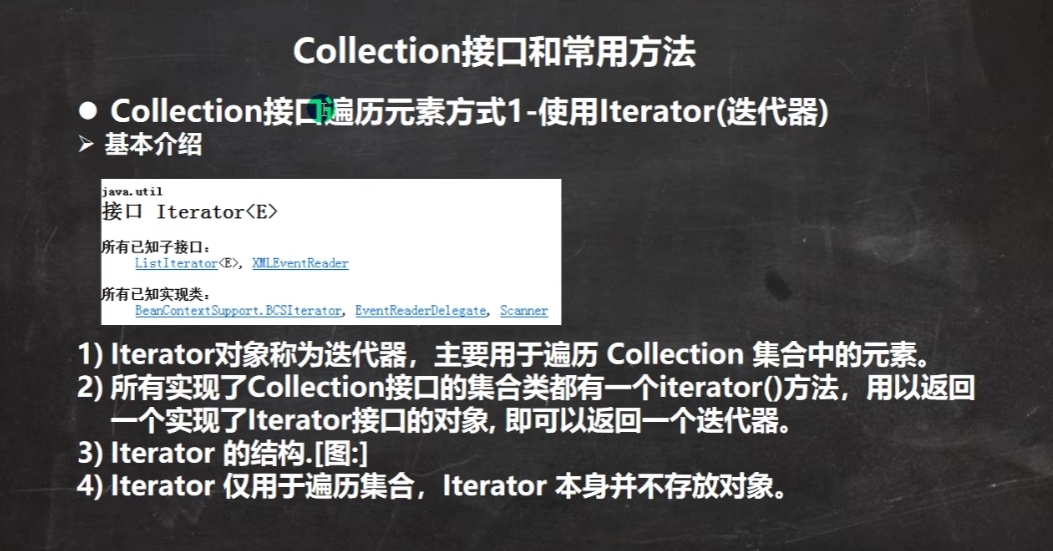 Collection接口和常用方法
● Collection接口遍历元素方式1-使用Iterator(迭代器)
➢ 基本介绍
java.util
接口 Iterator<E>
所有已知子接口：
ListIterator<E>, XMLEventReader
所有已知实现类：
BeanContextSupport.BCSIterator, EventReaderDelegate, Scanner
1) Iterator对象称为迭代器，主要用于遍历 Collection 集合中的元素。
2) 所有实现了Collection接口的集合类都有一个iterator()方法，用以返回
一个实现了Iterator接口的对象, 即可以返回一个迭代器。
3) Iterator 的结构.[图:]
4) Iterator 仅用于遍历集合，Iterator 本身并不存放对象。